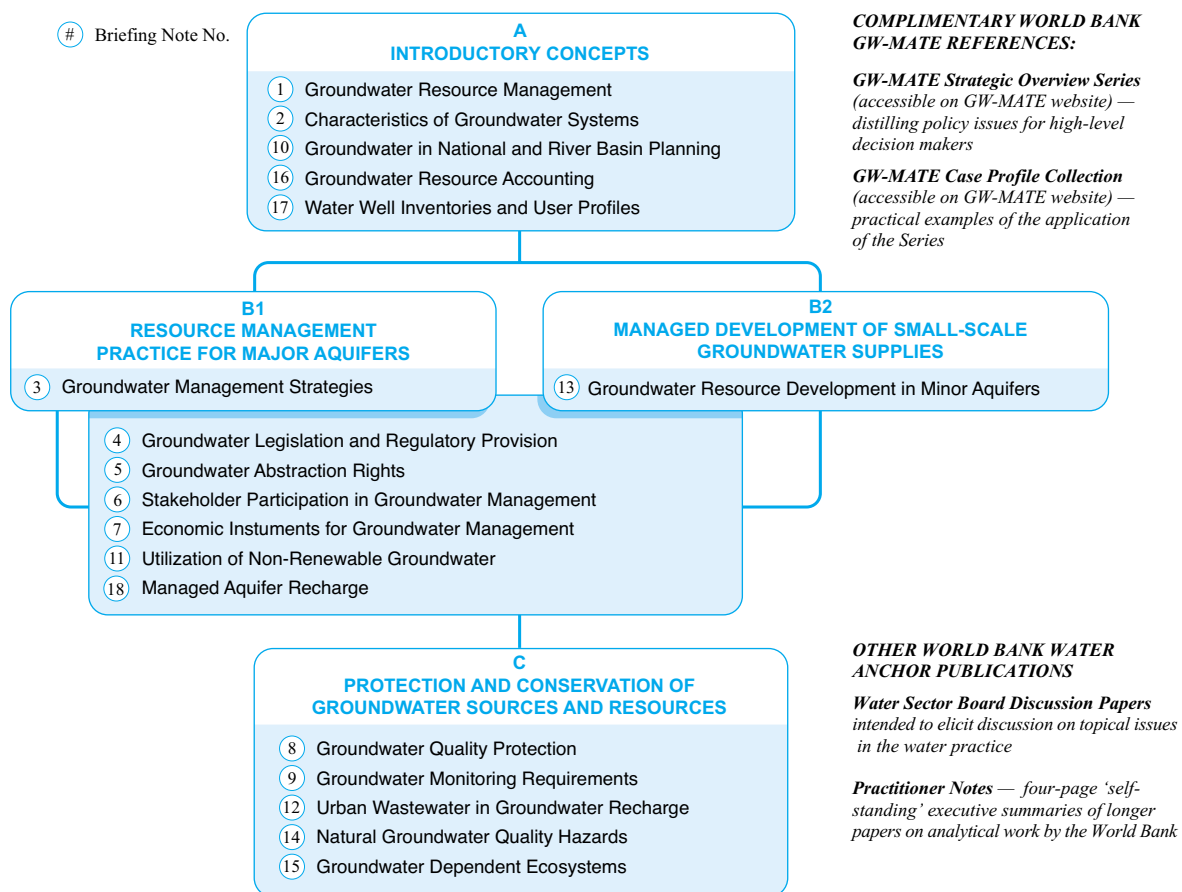 # Briefing Note No.
A
INTRODUCTORY CONCEPTS
1 Groundwater Resource Management
2 Characteristics of Groundwater Systems
10 Groundwater in National and River Basin Planning
16 Groundwater Resource Accounting
17 Water Well Inventories and User Profiles
COMPLIMENTARY WORLD BANK
GW-MATE REFERENCES:
GW-MATE Strategic Overview Series
(accessible on GW-MATE website) —
distilling policy issues for high-level
decision makers
GW-MATE Case Profile Collection
(accessible on GW-MATE website) —
practical examples of the application
of the Series
B1
RESOURCE MANAGEMENT
PRACTICE FOR MAJOR AQUIFERS
3 Groundwater Management Strategies
B2
MANAGED DEVELOPMENT OF SMALL-SCALE
GROUNDWATER SUPPLIES
13 Groundwater Resource Development in Minor Aquifers
4 Groundwater Legislation and Regulatory Provision
5 Groundwater Abstraction Rights
6 Stakeholder Participation in Groundwater Management
7 Economic Instuments for Groundwater Management
11 Utilization of Non-Renewable Groundwater
18 Managed Aquifer Recharge
C
PROTECTION AND CONSERVATION OF
GROUNDWATER SOURCES AND RESOURCES
8 Groundwater Quality Protection
9 Groundwater Monitoring Requirements
12 Urban Wastewater in Groundwater Recharge
14 Natural Groundwater Quality Hazards
15 Groundwater Dependent Ecosystems
OTHER WORLD BANK WATER
ANCHOR PUBLICATIONS
Water Sector Board Discussion Papers
intended to elicit discussion on topical issues
in the water practice
Practitioner Notes — four-page ‘self-
standing’ executive summaries of longer
papers on analytical work by the World Bank